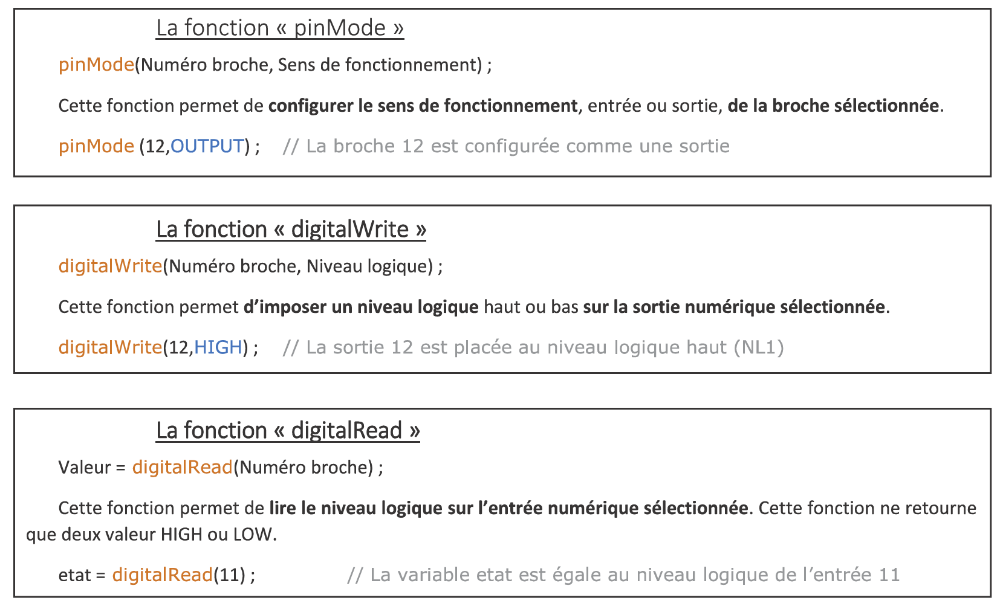 La fonction « pinMode »
pinMode(Numéro broche, Sens de fonctionnement) ;
Cette fonction permet de configurer le sens de fonctionnement, entrée ou sortie, de la broche sélectionnée.
pinMode (12,OUTPUT) ; // La broche 12 est configurée comme une sortie
La fonction « digitalWrite »
digitalWrite(Numéro broche, Niveau logique) ;
Cette fonction permet d’imposer un niveau logique haut ou bas sur la sortie numérique sélectionnée.
digitalWrite(12,HIGH) ; // La sortie 12 est placée au niveau logique haut (NL1)
La fonction « digitalRead »
Valeur = digitalRead(Numéro broche) ;
Cette fonction permet de lire le niveau logique sur l’entrée numérique sélectionnée. Cette fonction ne retourne
que deux valeur HIGH ou LOW.
etat = digitalRead(11) ; // La variable etat est égale au niveau logique de l’entrée 11